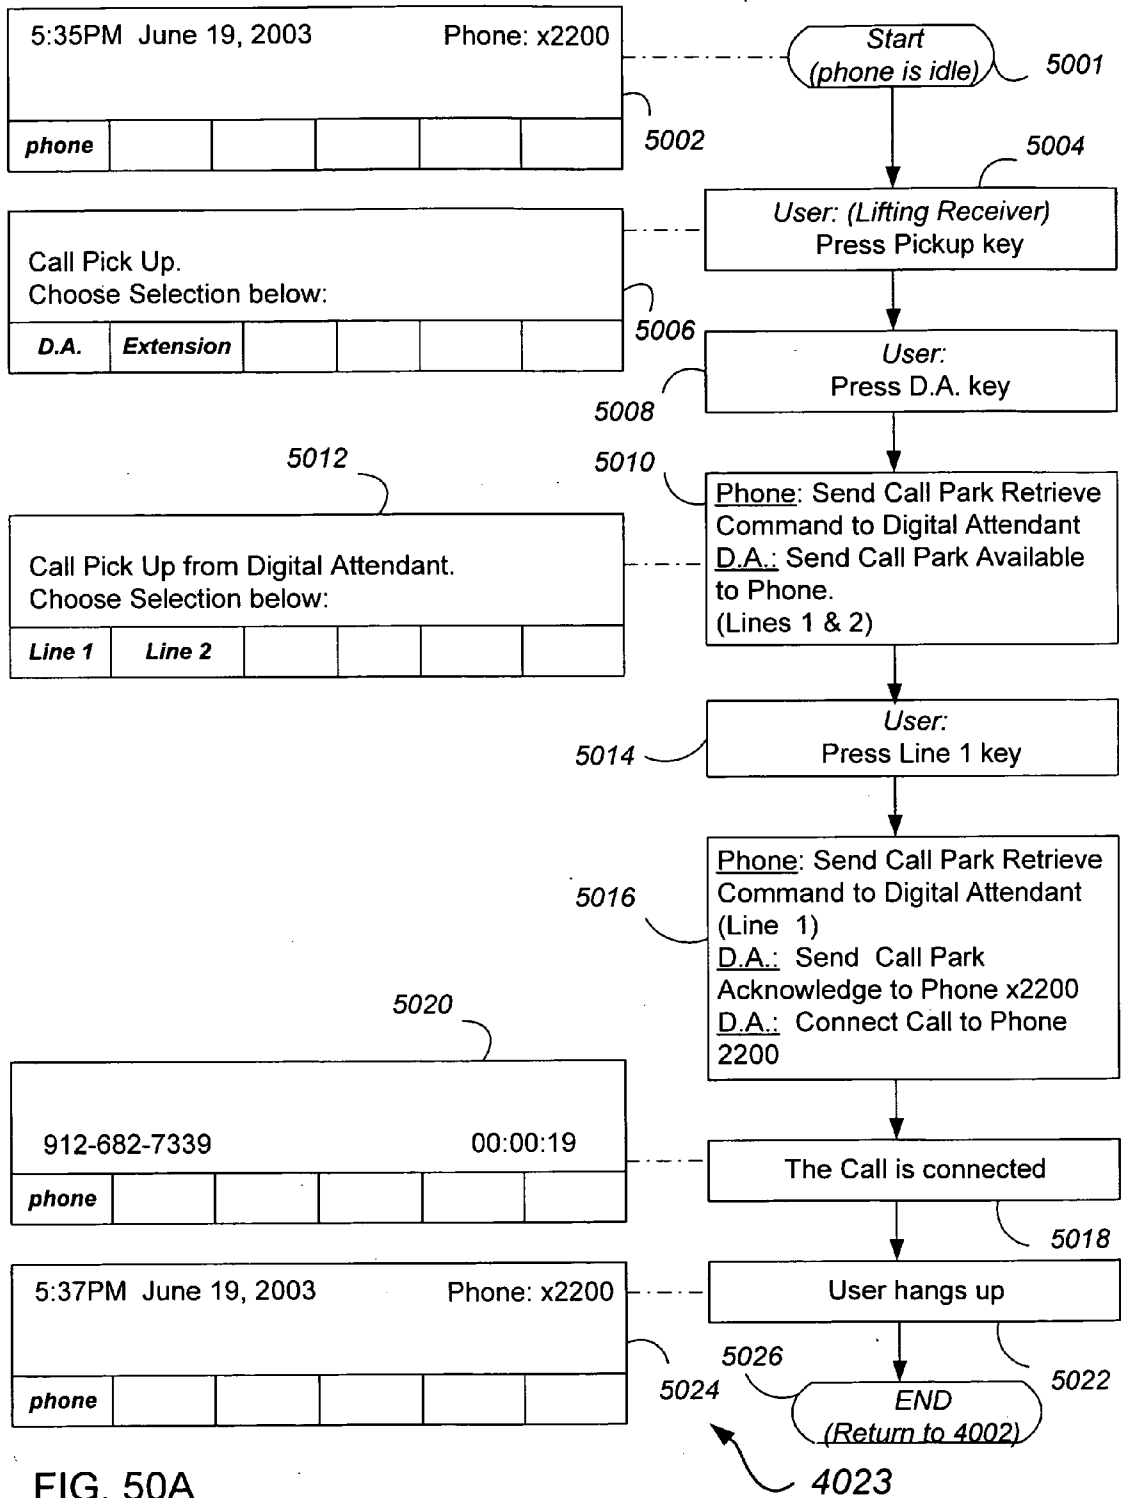 5:35PM June 19, 2003 Phone: x2200
phone
5002
Start
(phone is idle)
5001
5004
User: (Lifting Receiver)
Press Pickup key
Call Pick Up.
Choose Selection below:
D.A. Extension
5006
User:
Press D.A. key
5008
5010
Phone: Send Call Park Retrieve
Command to Digital Attendant
D.A.: Send Call Park Available
to Phone.
(Lines 1 & 2)
5012
Call Pick Up from Digital Attendant.
Choose Selection below:
Line 1 Line 2
User:
Press Line 1 key
5014
Phone: Send Call Park Retrieve
Command to Digital Attendant
(Line 1)
D.A.: Send Call Park
Acknowledge to Phone x2200
D.A.: Connect Call to Phone
2200
5016
5020
912-682-7339 00:00:19
phone
The Call is connected
5018
5:37PM June 19, 2003 Phone: x2200
phone
5024
User hangs up
5022
5026
END
(Return to 4002)
4023
FIG. 50A